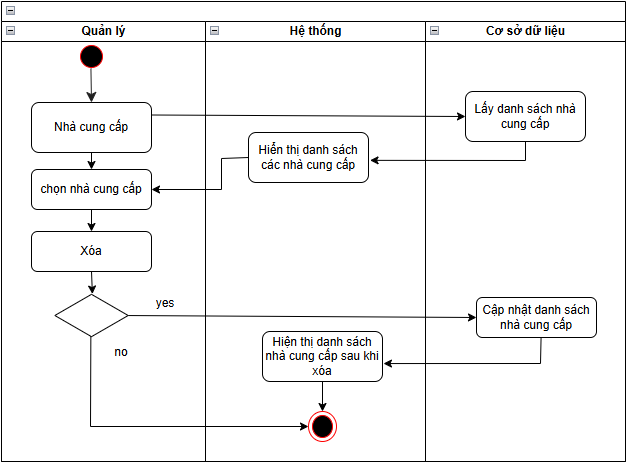 Quản lý
Hệ thống
Cơ sở dữ liệu
Nhà cung cấp
Lấy danh sách nhà
cung cấp
Hiển thị danh sách
các nhà cung cấp
chọn nhà cung cấp
Xóa
yes
no
Cập nhật danh sách
nhà cung cấp
Hiện thị danh sách
nhà cung cấp sau khi
xóa